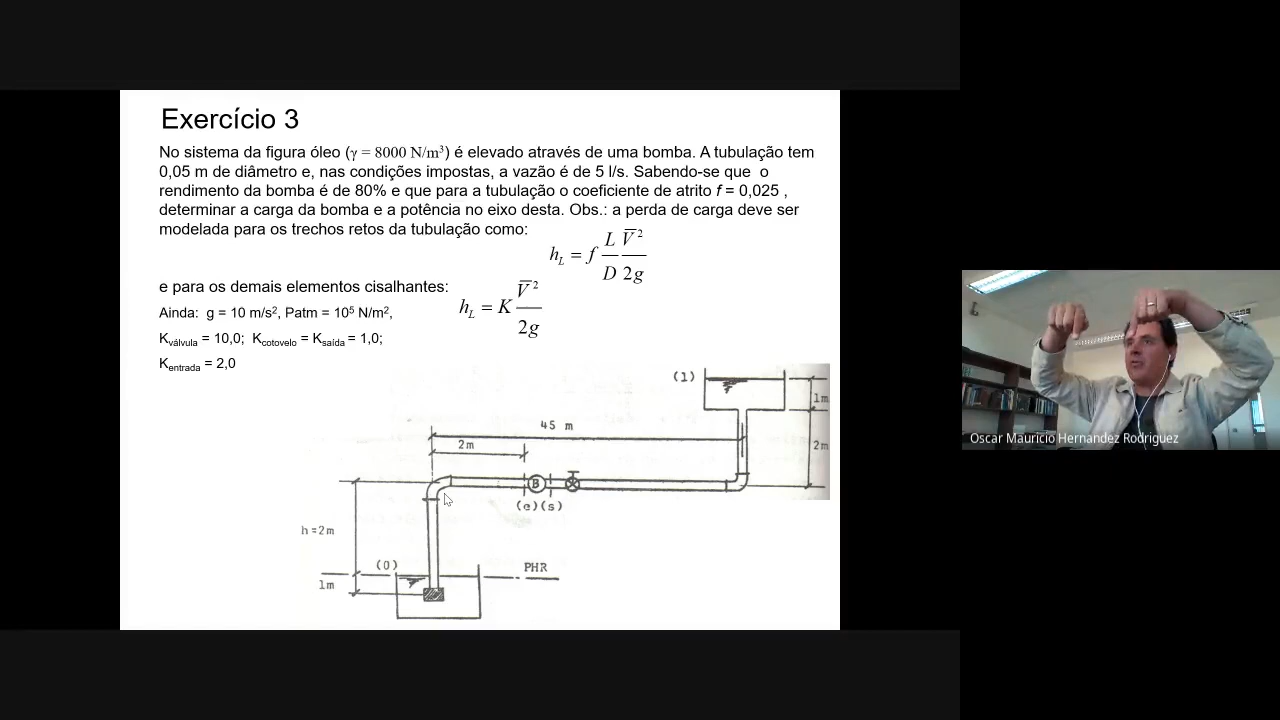 Exercício 3
No sistema da figura óleo (γ = 8000 N/m³) é elevado através de uma bomba. A tubulação tem
0,05 m de diâmetro e, nas condições impostas, a vazão é de 5 l/s. Sabendo-se que o
rendimento da bomba é de 80% e que para a tubulação o coeficiente de atrito f = 0,025 ,
determinar a carga da bomba e a potência no eixo desta. Obs.: a perda de carga deve ser
modelada para os trechos retos da tubulação como:
h_L = f L/D V̅²/2g
e para os demais elementos cisalhantes:
h_L = K V̅²/2g
Ainda: g = 10 m/s², Patm = 10⁵ N/m²,
Kválvula = 10,0; Kcotovelo = Ksaída = 1,0;
Kentrada = 2,0
(1)
1m
45 m
2m
2m
B
(e)(s)
h=2m
(0)
PHR
1m
Oscar Mauricio Hernandez Rodriguez